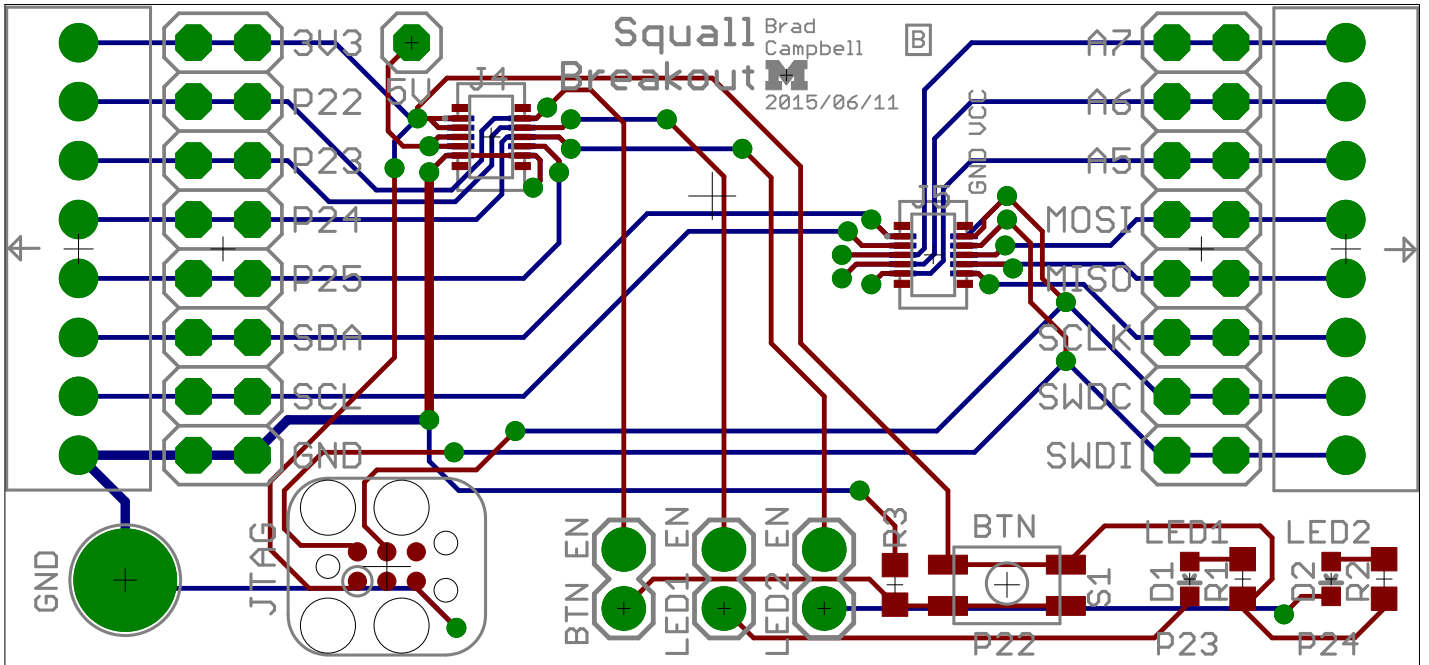 Squall
Breakout
Brad
Campbell
2015/06/11
B
M
3V3
P22
P23
P24
P25
SDA
SCL
GND
5V
J4
A7
A6
A5
MOSI
MISO
SCLK
SWDC
SWDI
GND VCC
J5
GND
JTAG
BTN EN
LED1 EN
LED2 EN
R3
BTN
S1
P22
LED1
D1
R1
P23
LED2
D2
R2
P24